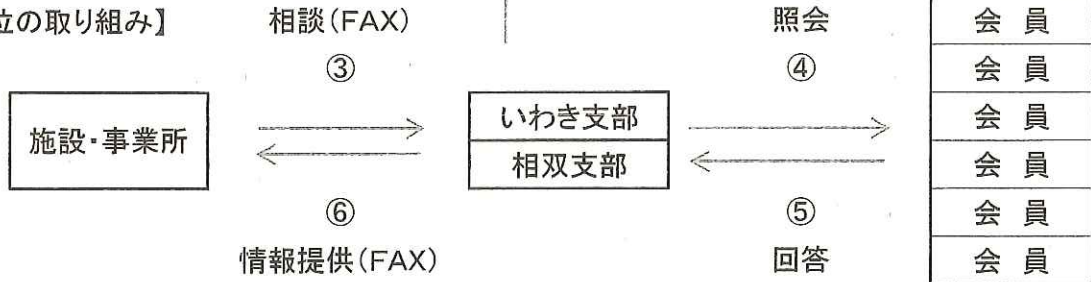 位の取り組み】
相談(FAX)
照会
③
④
施設・事業所
いわき支部
相双支部
⑥
⑤
情報提供(FAX)
回答
会 員
会 員
会 員
会 員
会 員
会 員